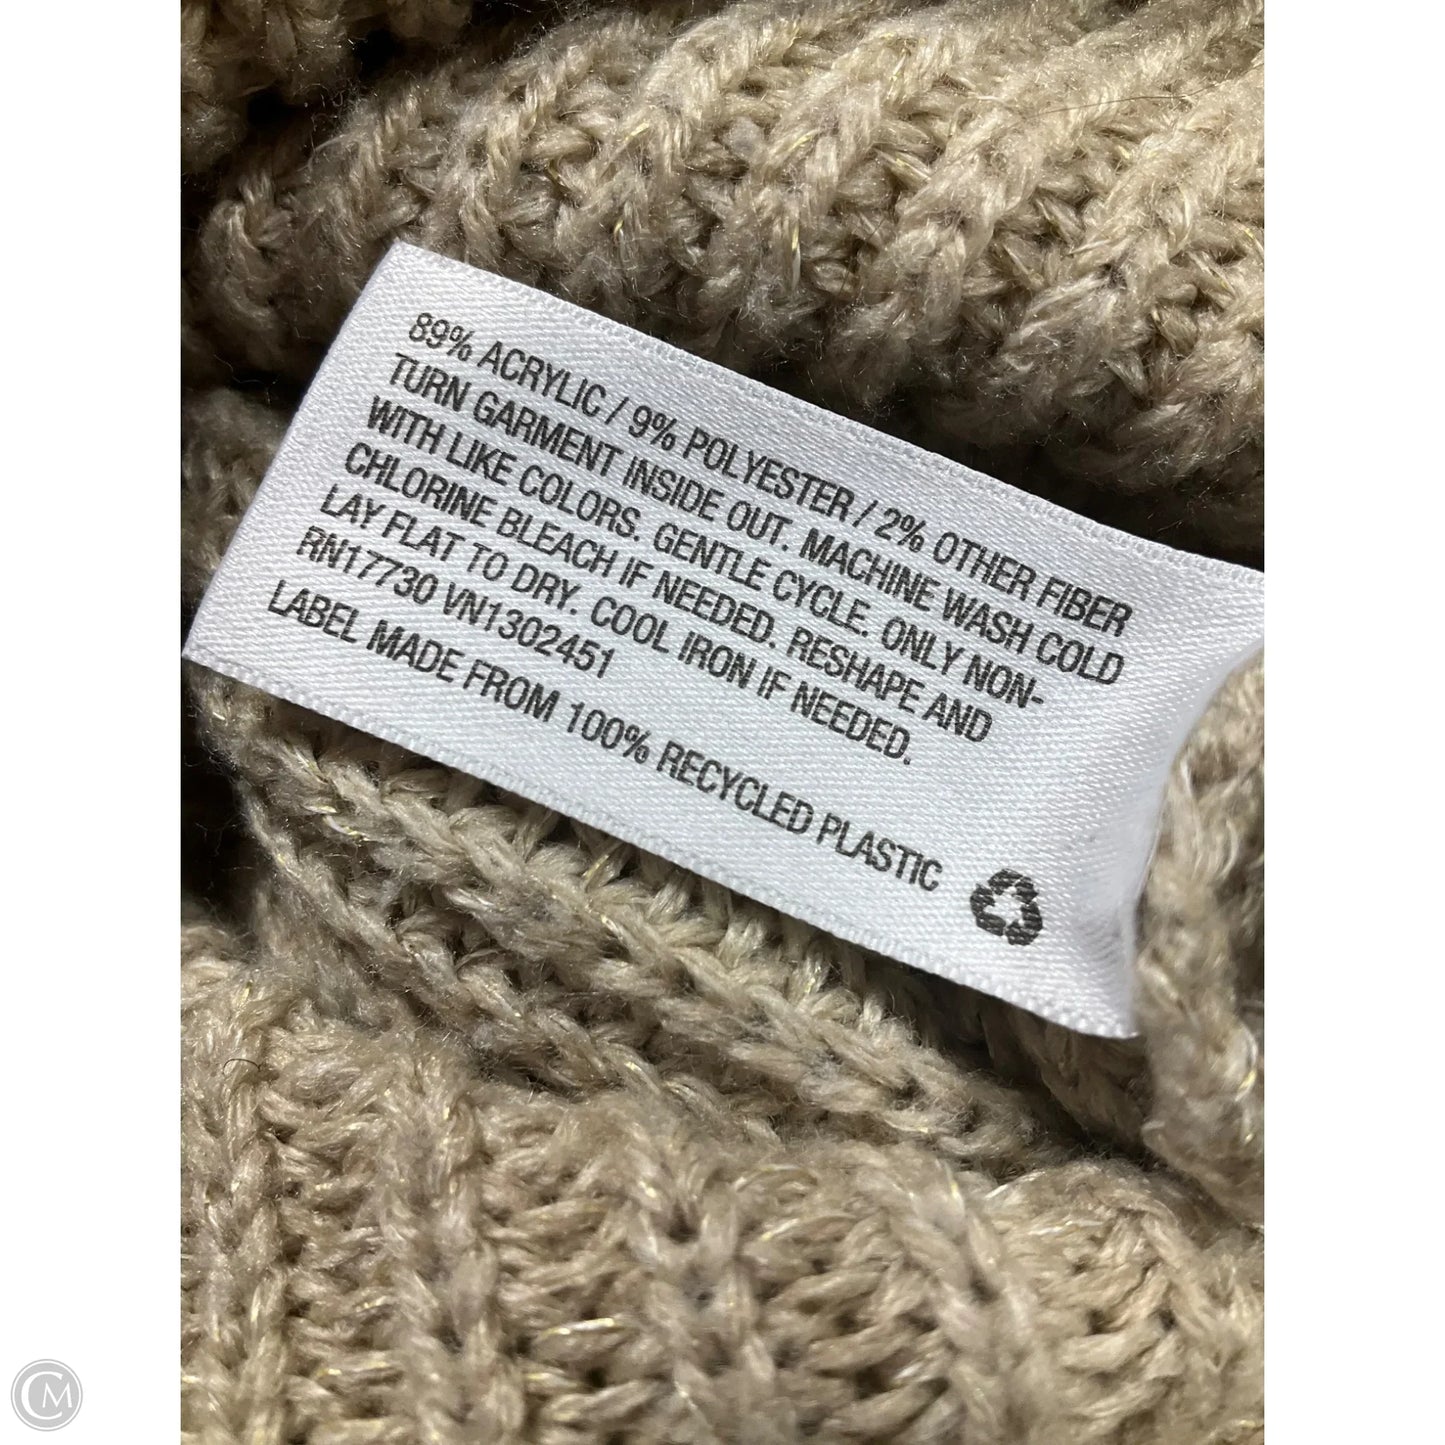 89% ACRYLIC / 9% POLYESTER / 2% OTHER FIBER
TURN GARMENT INSIDE OUT. MACHINE WASH COLD
WITH LIKE COLORS. GENTLE CYCLE. ONLY NON-
CHLORINE BLEACH IF NEEDED. RESHAPE AND
LAY FLAT TO DRY. COOL IRON IF NEEDED.
RN17730 VN1302451
LABEL MADE FROM 100% RECYCLED PLASTIC
CM